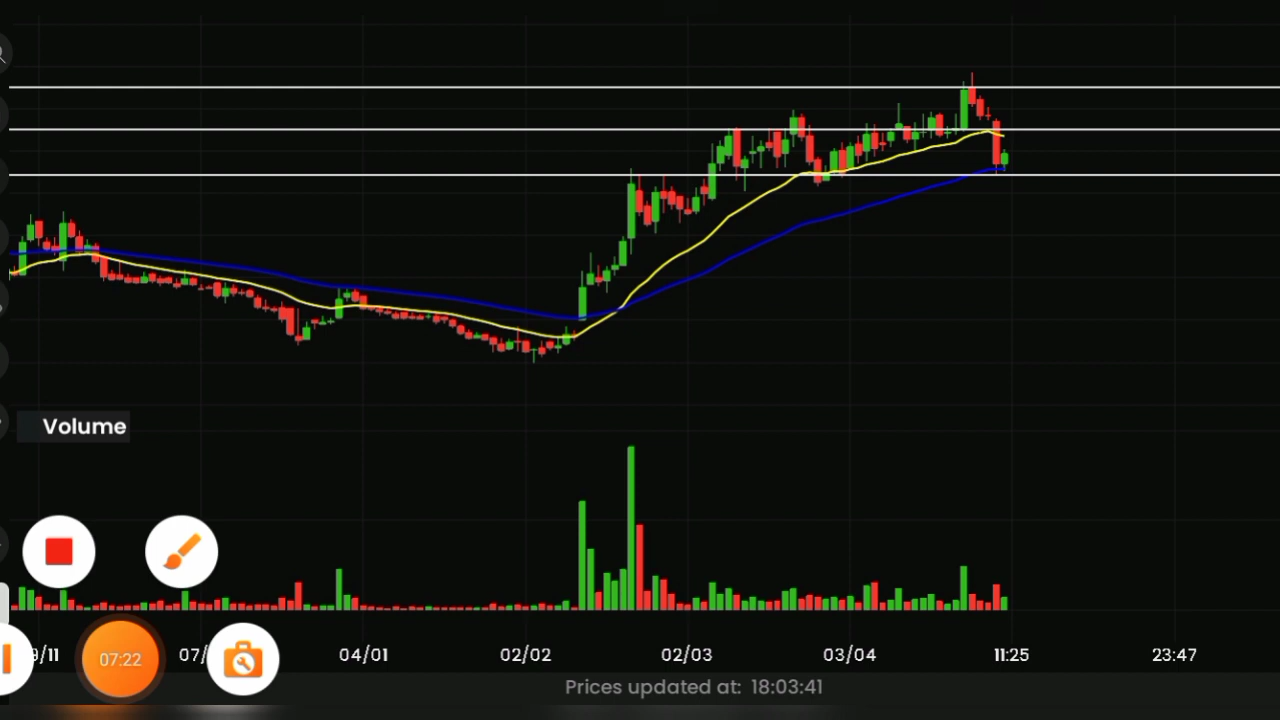 Volume
07:22
9/11 07/ 04/01 02/02 02/03 03/04 11:25 23:47
Prices updated at: 18:03:41